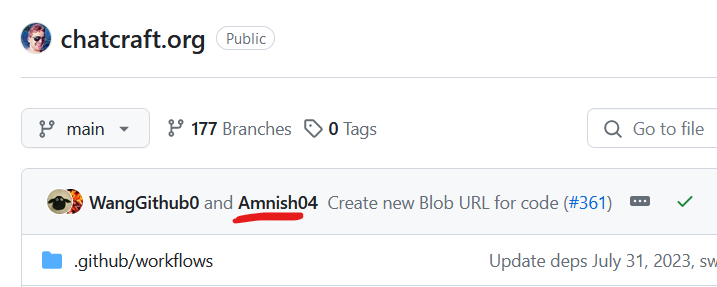 chatcraft.org Public
main 177 Branches 0 Tags Go to file
WangGithub0 and Amnish04 Create new Blob URL for code (#361)
.github/workflows Update deps July 31, 2023, sw